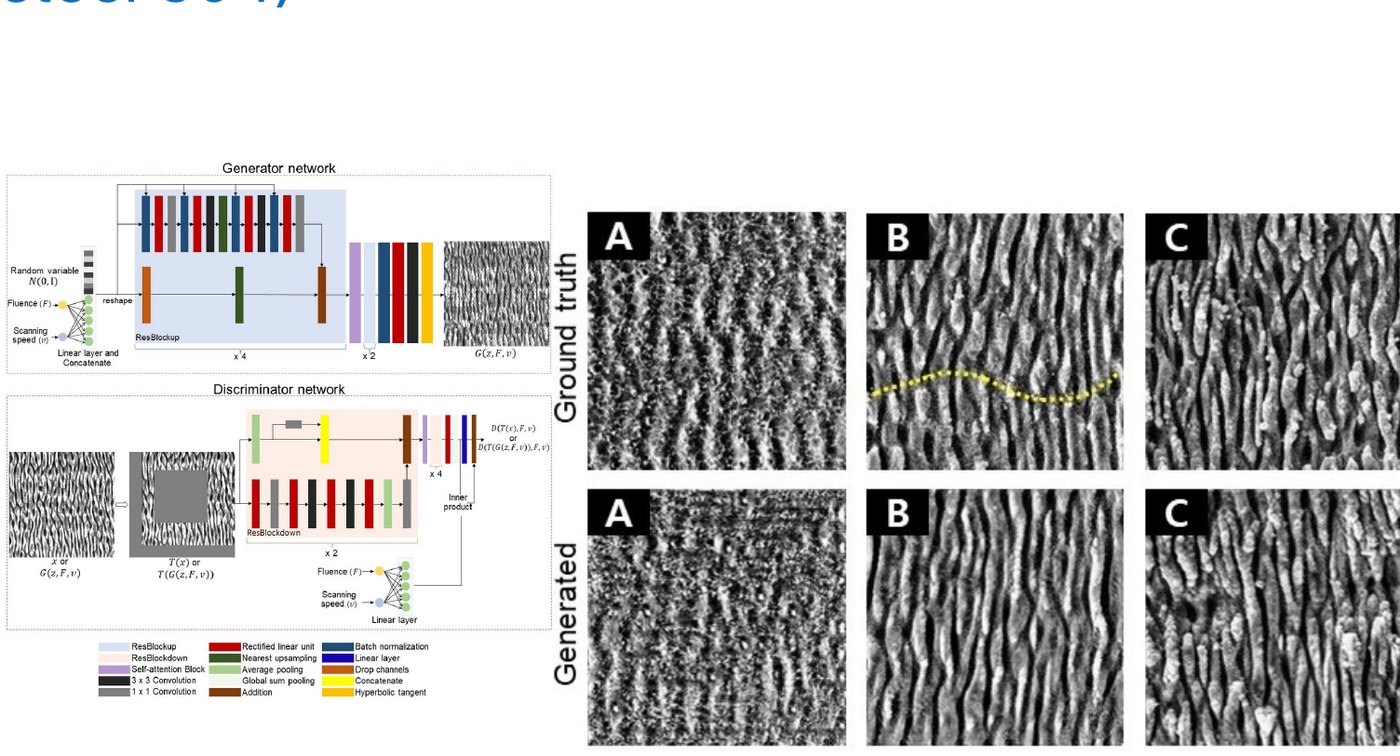 Generator network
Random variable
N(0,I)
Fluence (F)
Scanning
speed (v)
Linear layer and
Concatenate
reshape
ResBlockup
x 4
x 2
G(z, F, v)
Discriminator network
x or
G(z, F, v)
T(x) or
T(G(z, F, v))
ResBlockdown
x 2
x 4
D(T(x), F, v)
or
D(T(G(z, F, v)), F, v)
Inner
product
Fluence (F)
Scanning
speed (v)
Linear layer
ResBlockup
Rectified linear unit
Batch normalization
ResBlockdown
Nearest upsampling
Linear layer
Self-attention Block
Average pooling
Drop channels
3 x 3 Convolution
Global sum pooling
Concatenate
1 x 1 Convolution
Addition
Hyperbolic tangent
Ground truth
A
B
C
Generated
A
B
C